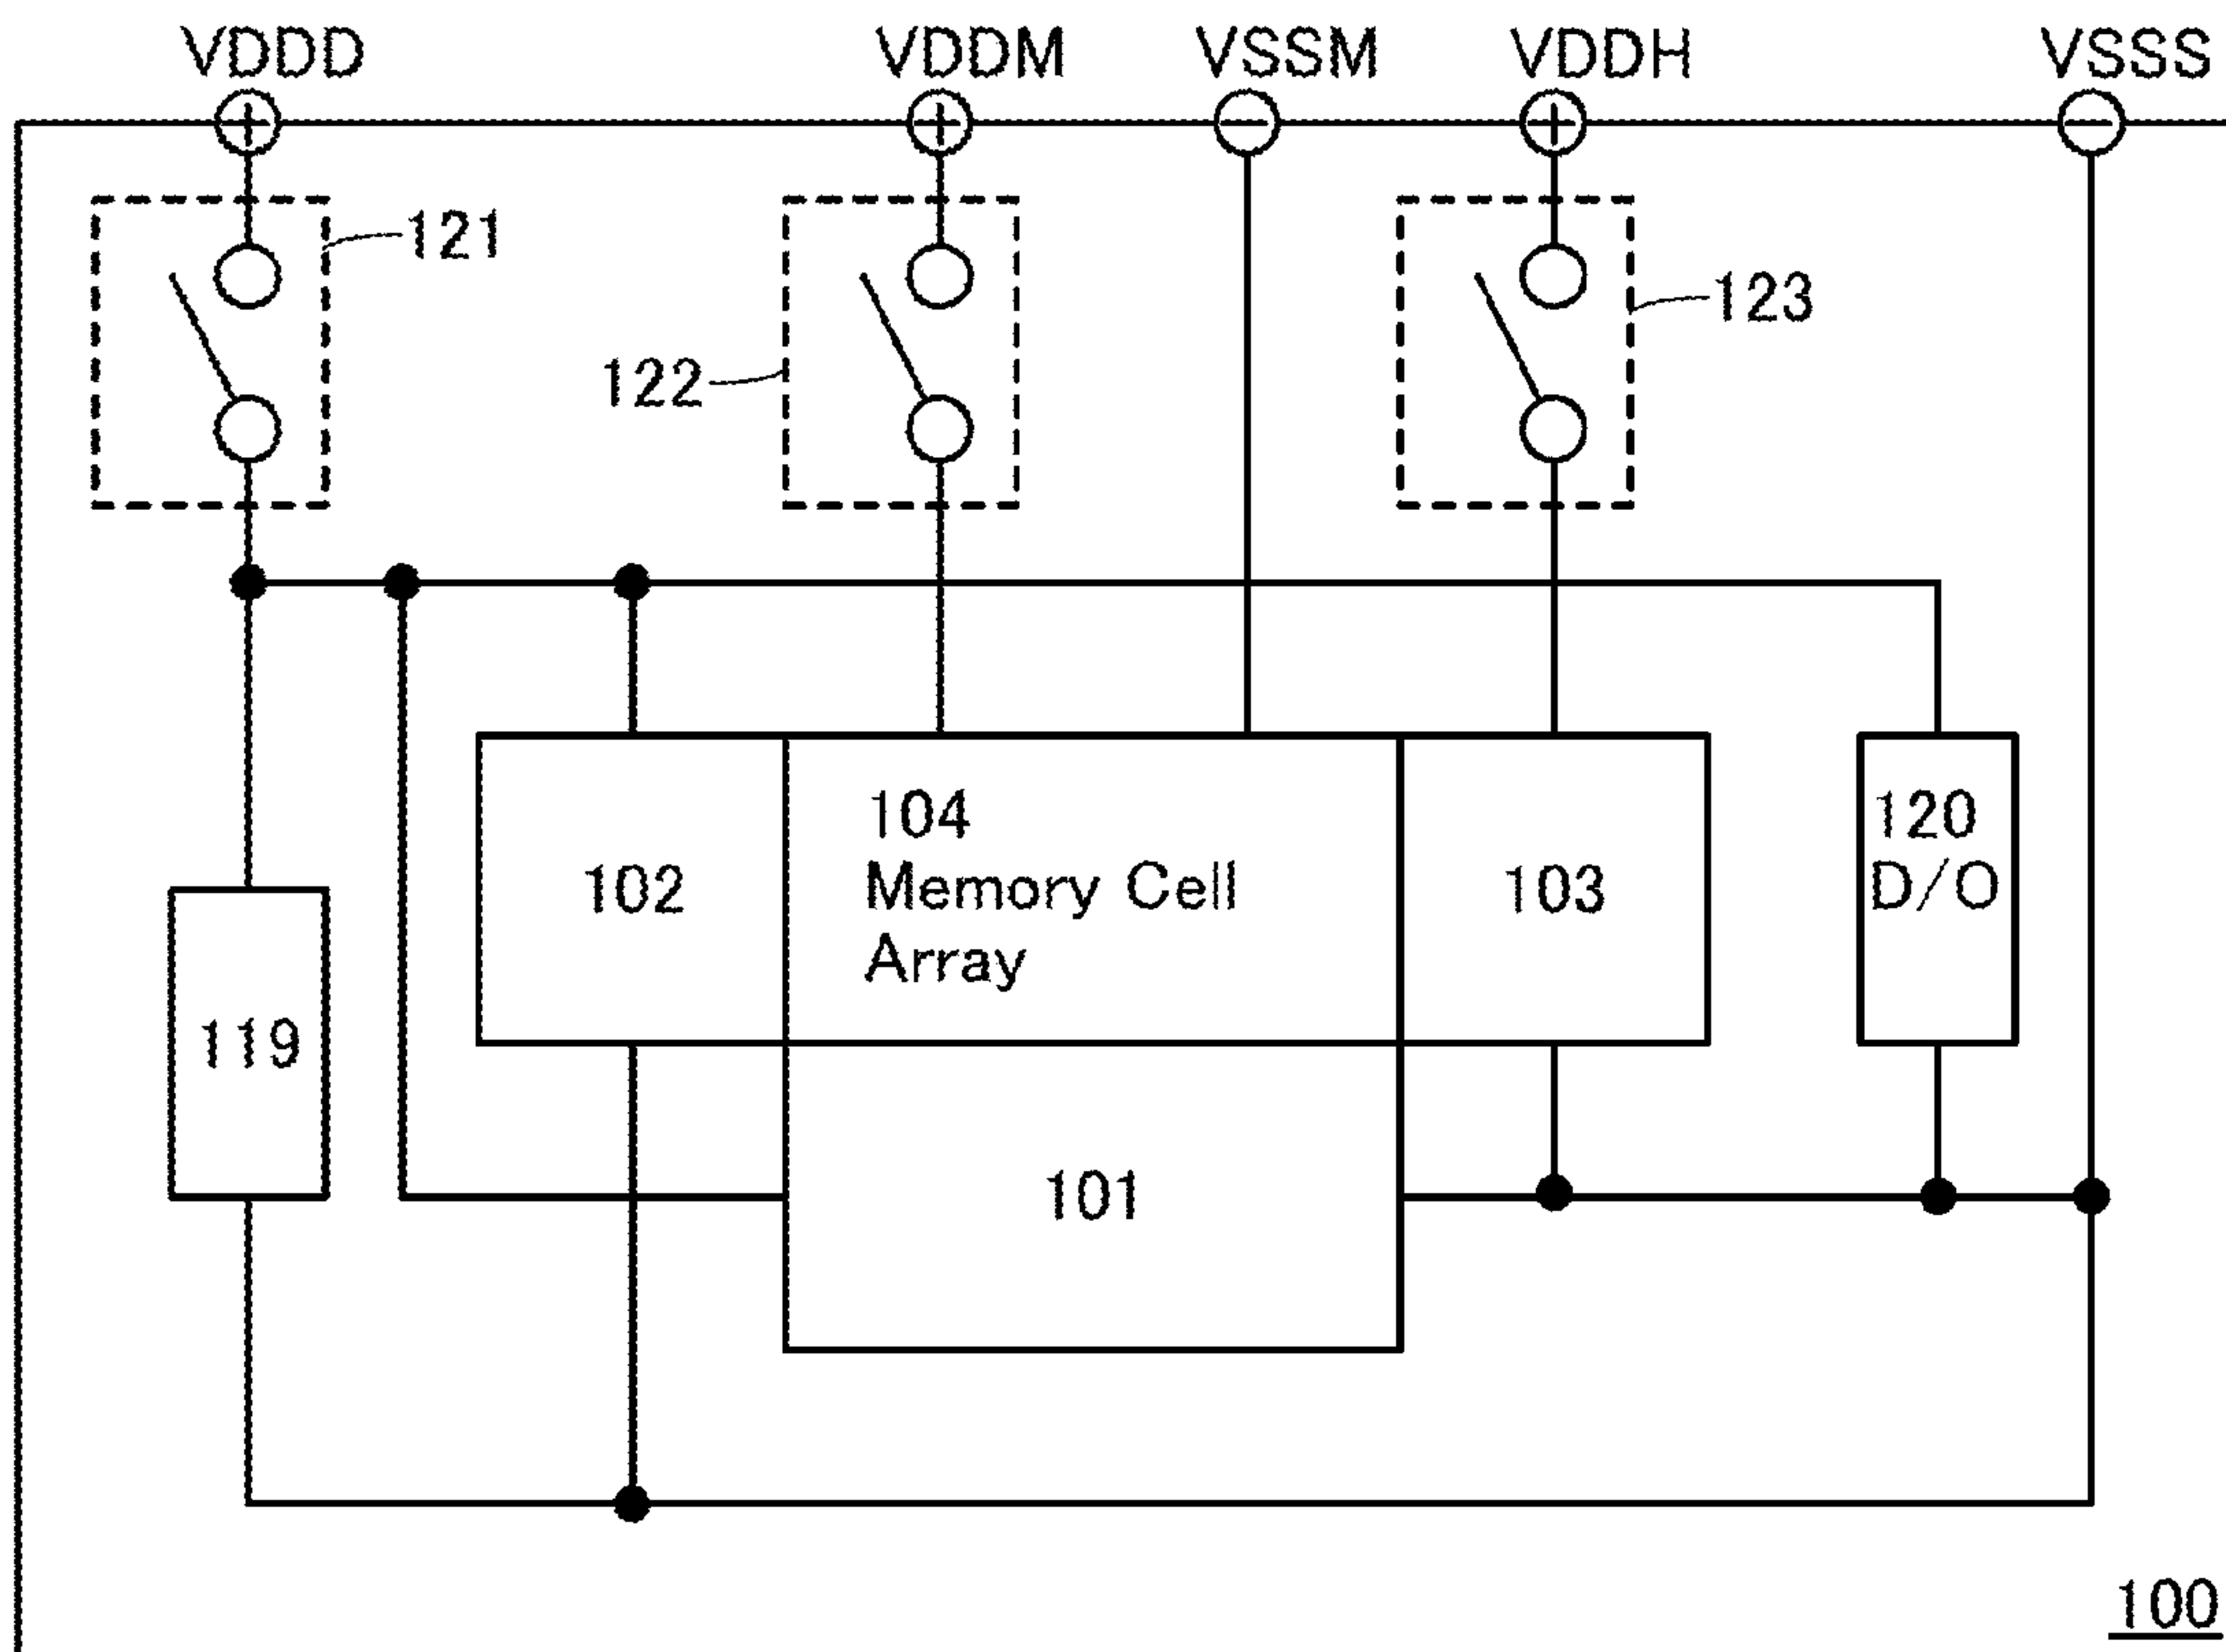 VDDD VDDM VSSM VDDH VSSS
121
123
122
104
Memory Cell
Array
102
103
120
D/O
119
101
100